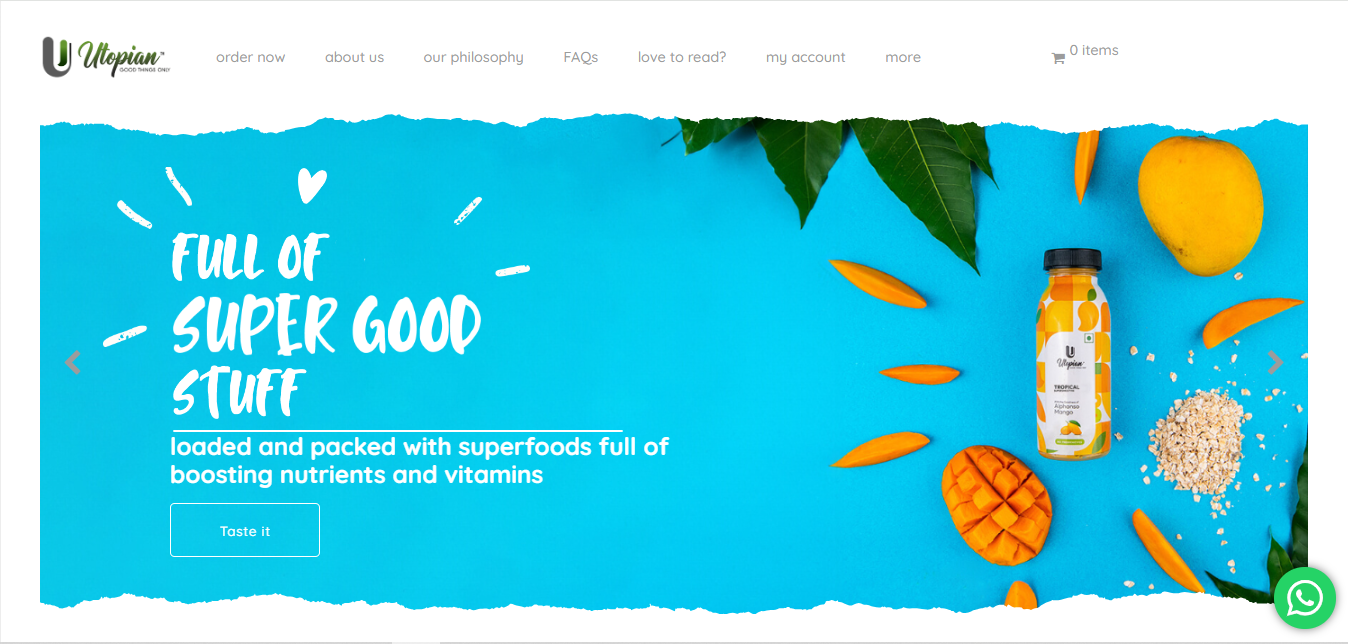 Utopian™
GOOD THINGS ONLY
order now
about us
our philosophy
FAQs
love to read?
my account
more
0 items
FULL OF
SUPER GOOD
STUFF
loaded and packed with superfoods full of
boosting nutrients and vitamins
Taste it
Utopian
TROPICAL
Alphonso
Mango